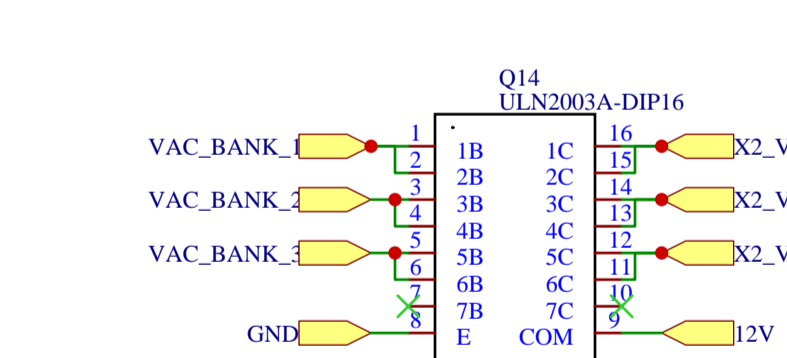 Q14
ULN2003A-DIP16
VAC_BANK_1 1 1B 1C 16 X2_V
2 2B 2C 15
VAC_BANK_2 3 3B 3C 14 X2_V
4 4B 4C 13
VAC_BANK_3 5 5B 5C 12 X2_V
6 6B 6C 11
7 7B 7C 10
GND 8 E COM 9 12V